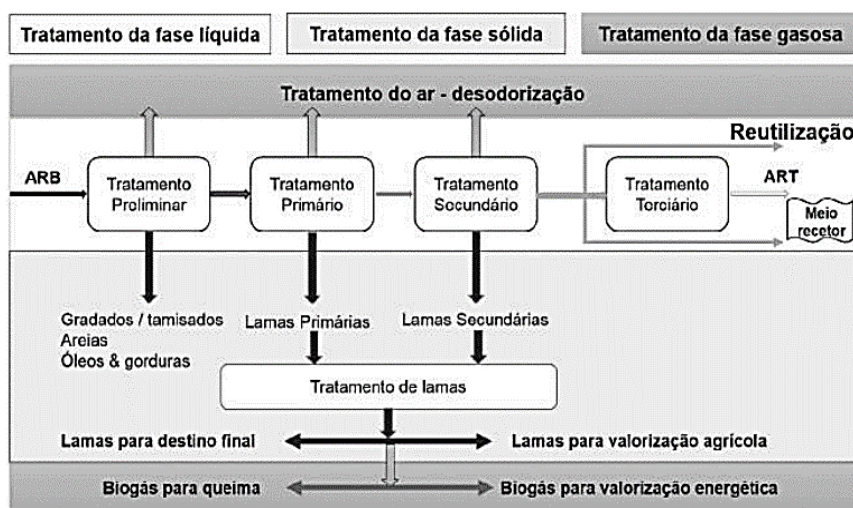 Tratamento da fase líquida
Tratamento da fase sólida
Tratamento da fase gasosa
Tratamento do ar - desodorização
Reutilização
ARB
Tratamento
Proliminar
Tratamento
Primário
Tratamento
Secundário
Tratamento
Torciário
ART
Meio
recetor
Gradados / tamisados
Areias
Óleos & gorduras
Lamas Primárias
Lamas Secundárias
Tratamento de lamas
Lamas para destino final
Lamas para valorização agrícola
Biogás para queima
Biogás para valorização energética